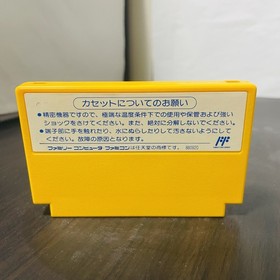 カセットについてのお願い
●精密機器ですので、極端な温度条件下での使用や保管および強い
ショックをさけてください。また、絶対に分解しないでください。
●端子部に手を触れたり、水にぬらしたりして汚さないようにして
ください。故障の原因となります。
ファミリーコンピュータ ファミコンは任天堂の商標です。